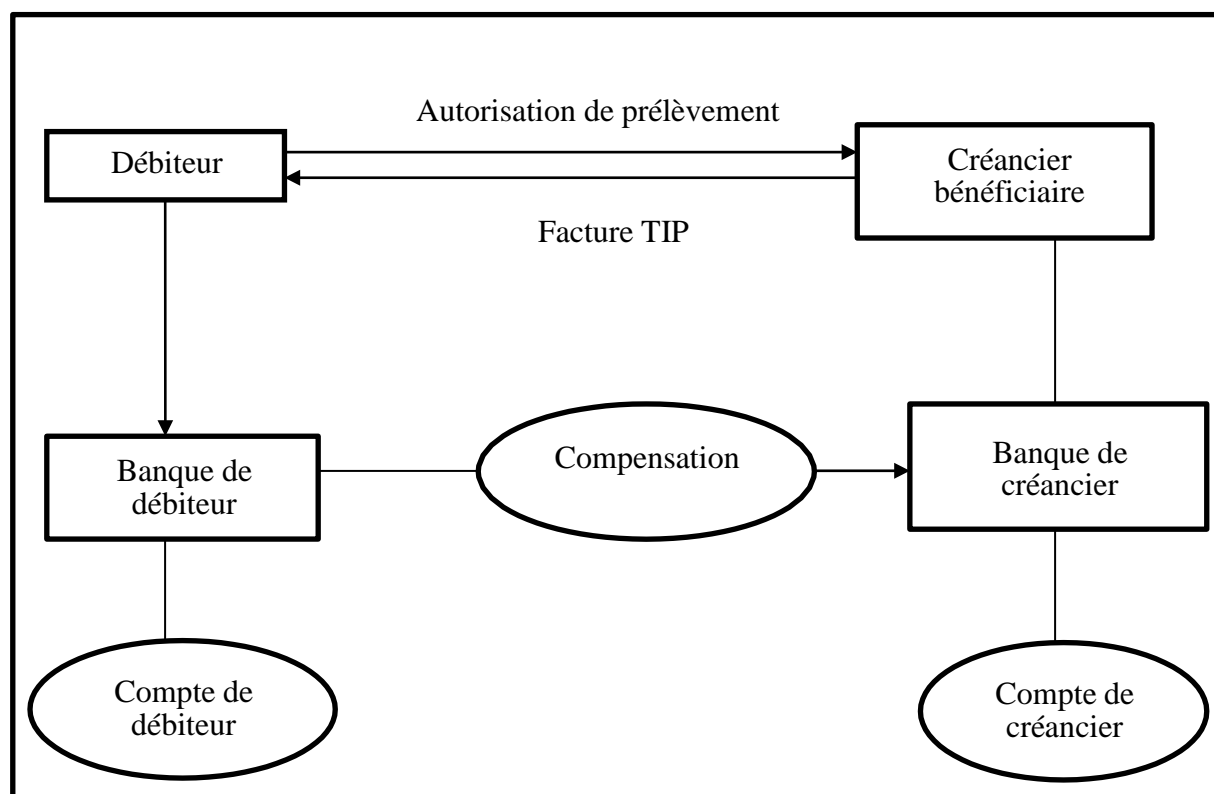 Autorisation de prélèvement
Débiteur
Créancier
bénéficiaire
Facture TIP
Banque de
débiteur
Compensation
Banque de
créancier
Compte de
débiteur
Compte de
créancier